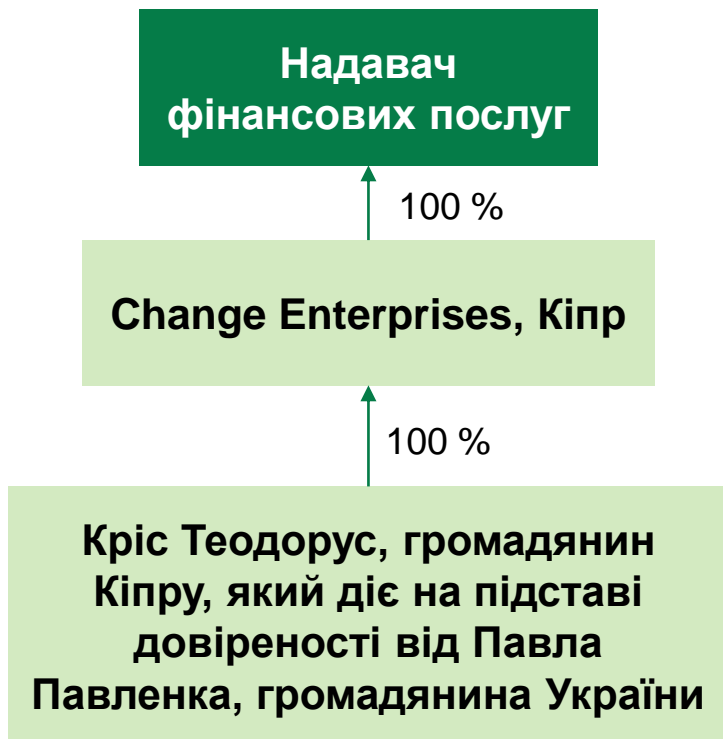 Надавач
фінансових послуг
100 %
Change Enterprises, Кіпр
100 %
Кріс Теодорус, громадянин
Кіпру, який діє на підставі
довіреності від Павла
Павленка, громадянина України